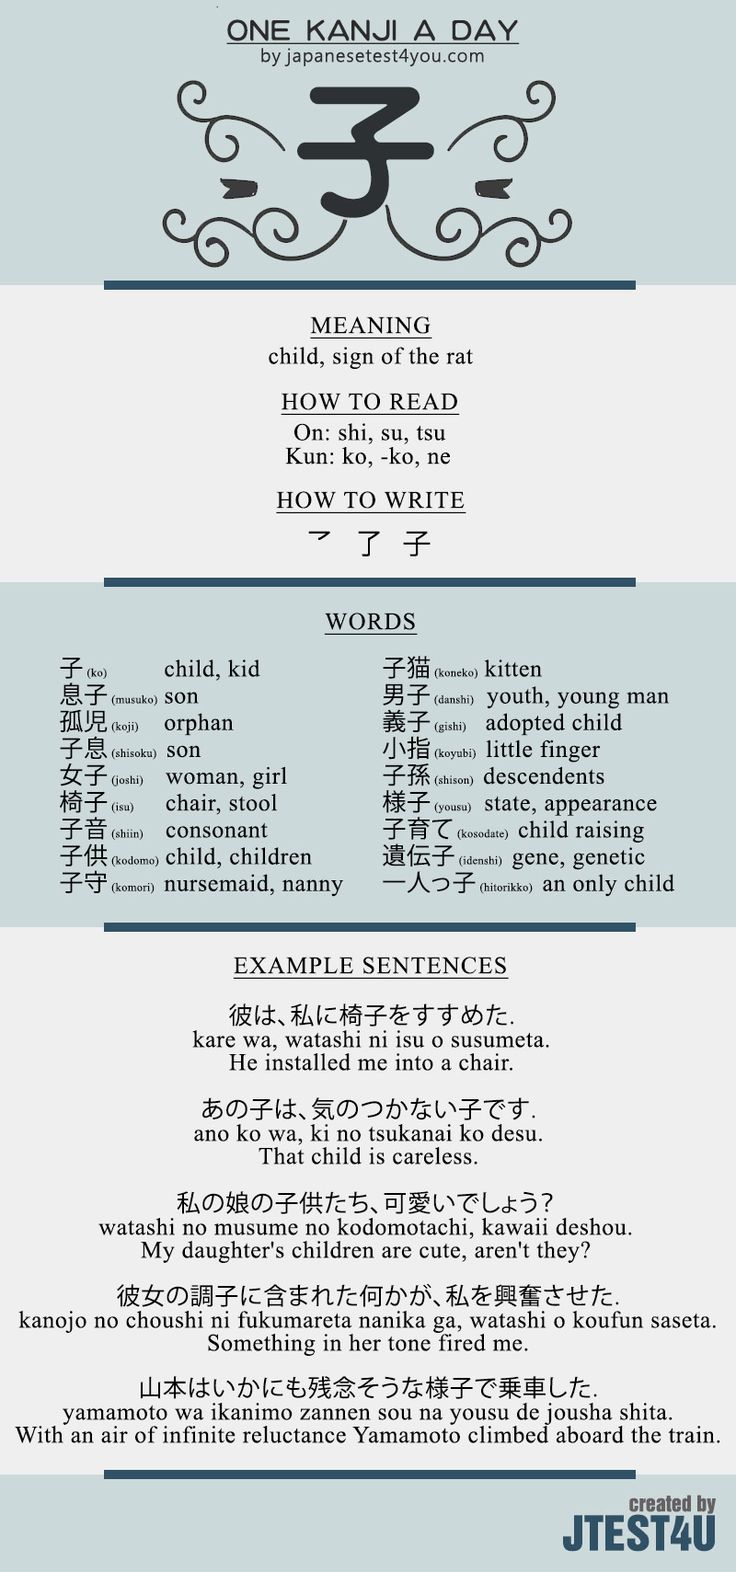 ONE KANJI A DAY
by japanesetest4you.com
子
MEANING
child, sign of the rat
HOW TO READ
On: shi, su, tsu
Kun: ko, -ko, ne
HOW TO WRITE
乛 了 子
WORDS
子 (ko) child, kid
息子 (musuko) son
孤児 (koji) orphan
子息 (shisoku) son
女子 (joshi) woman, girl
椅子 (isu) chair, stool
子音 (shiin) consonant
子供 (kodomo) child, children
子守 (komori) nursemaid, nanny
子猫 (koneko) kitten
男子 (danshi) youth, young man
義子 (gishi) adopted child
小指 (koyubi) little finger
子孫 (shison) descendents
様子 (yousu) state, appearance
子育て (kosodate) child raising
遺伝子 (idenshi) gene, genetic
一人っ子 (hitorikko) an only child
EXAMPLE SENTENCES
彼は、私に椅子をすすめた.
kare wa, watashi ni isu o susumeta.
He installed me into a chair.
あの子は、気のつかない子です.
ano ko wa, ki no tsukanai ko desu.
That child is careless.
私の娘の子供たち、可愛いでしょう?
watashi no musume no kodomotachi, kawaii deshou.
My daughter's children are cute, aren't they?
彼女の調子に含まれた何かが、私を興奮させた.
kanojo no choushi ni fukumareta nanika ga, watashi o koufun saseta.
Something in her tone fired me.
山本はいかにも残念そうな様子で乗車した.
yamamoto wa ikanimo zannen sou na yousu de jousha shita.
With an air of infinite reluctance Yamamoto climbed aboard the train.
created by
JTEST4U